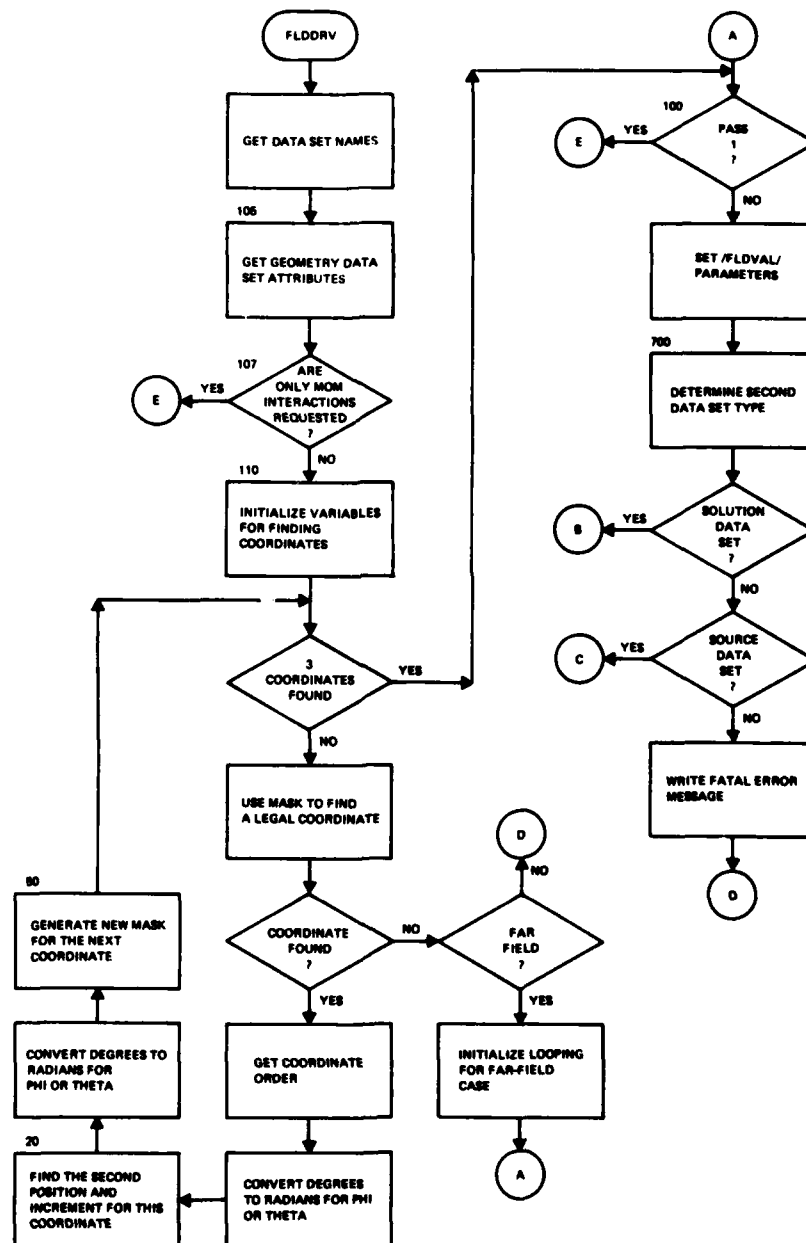 FLDDRV
GET DATA SET NAMES
105
GET GEOMETRY DATA
SET ATTRIBUTES
107
ARE
ONLY MOM
INTERACTIONS
REQUESTED
?
YES
E
NO
110
INITIALIZE VARIABLES
FOR FINDING
COORDINATES
3
COORDINATES
FOUND
YES
NO
USE MASK TO FIND
A LEGAL COORDINATE
COORDINATE
FOUND
?
NO
YES
FAR
FIELD
?
NO
D
YES
INITIALIZE LOOPING
FOR FAR-FIELD
CASE
A
GET COORDINATE
ORDER
CONVERT DEGREES
TO RADIANS FOR PHI
OR THETA
20
FIND THE SECOND
POSITION AND
INCREMENT FOR THIS
COORDINATE
CONVERT DEGREES TO
RADIANS FOR
PHI OR THETA
80
GENERATE NEW MASK
FOR THE NEXT
COORDINATE
A
100
PASS
1
?
YES
E
NO
SET /FLDVAL/
PARAMETERS
700
DETERMINE SECOND
DATA SET TYPE
SOLUTION
DATA
SET
?
YES
B
NO
SOURCE
DATA
SET
?
YES
C
NO
WRITE FATAL ERROR
MESSAGE
D